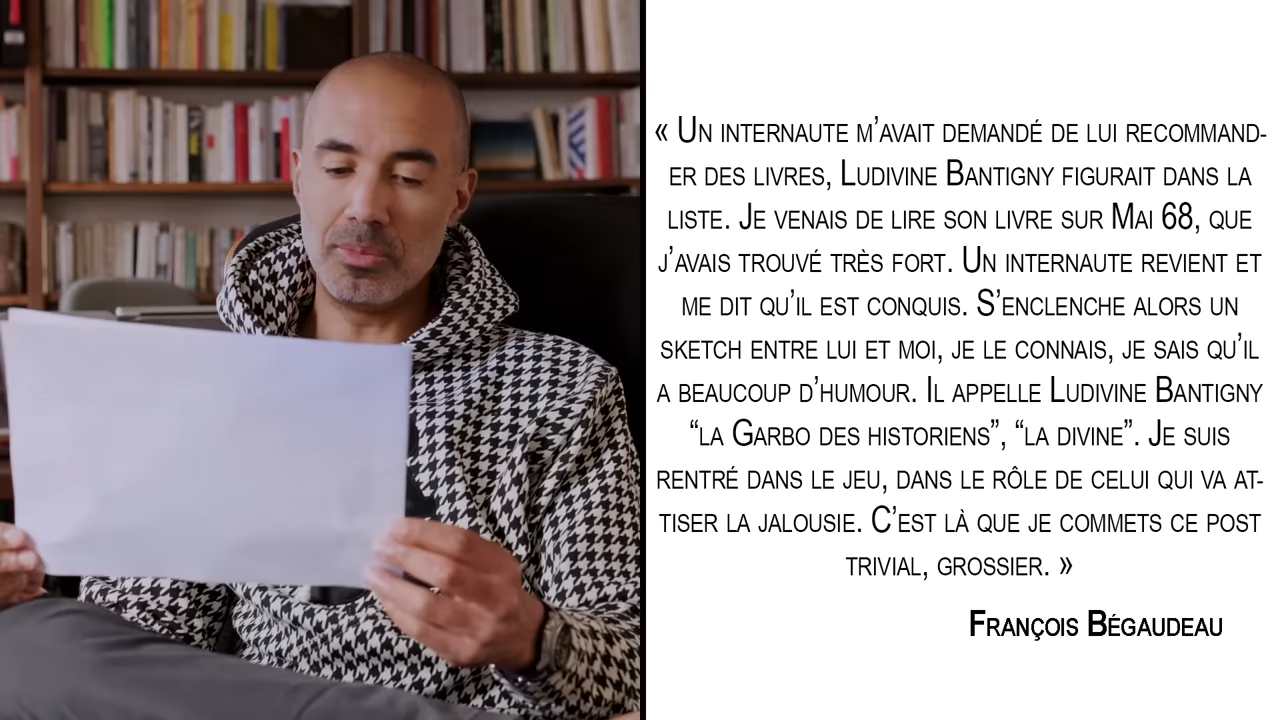 « Un internaute m’avait demandé de lui recommand-
er des livres, Ludivine Bantigny figurait dans la
liste. Je venais de lire son livre sur Mai 68, que
j’avais trouvé très fort. Un internaute revient et
me dit qu’il est conquis. S’enclenche alors un
sketch entre lui et moi, je le connais, je sais qu’il
a beaucoup d’humour. Il appelle Ludivine Bantigny
“la Garbo des historiens”, “la divine”. Je suis
rentré dans le jeu, dans le rôle de celui qui va at-
tiser la jalousie. C’est là que je commets ce post
trivial, grossier. »
François Bégaudeau